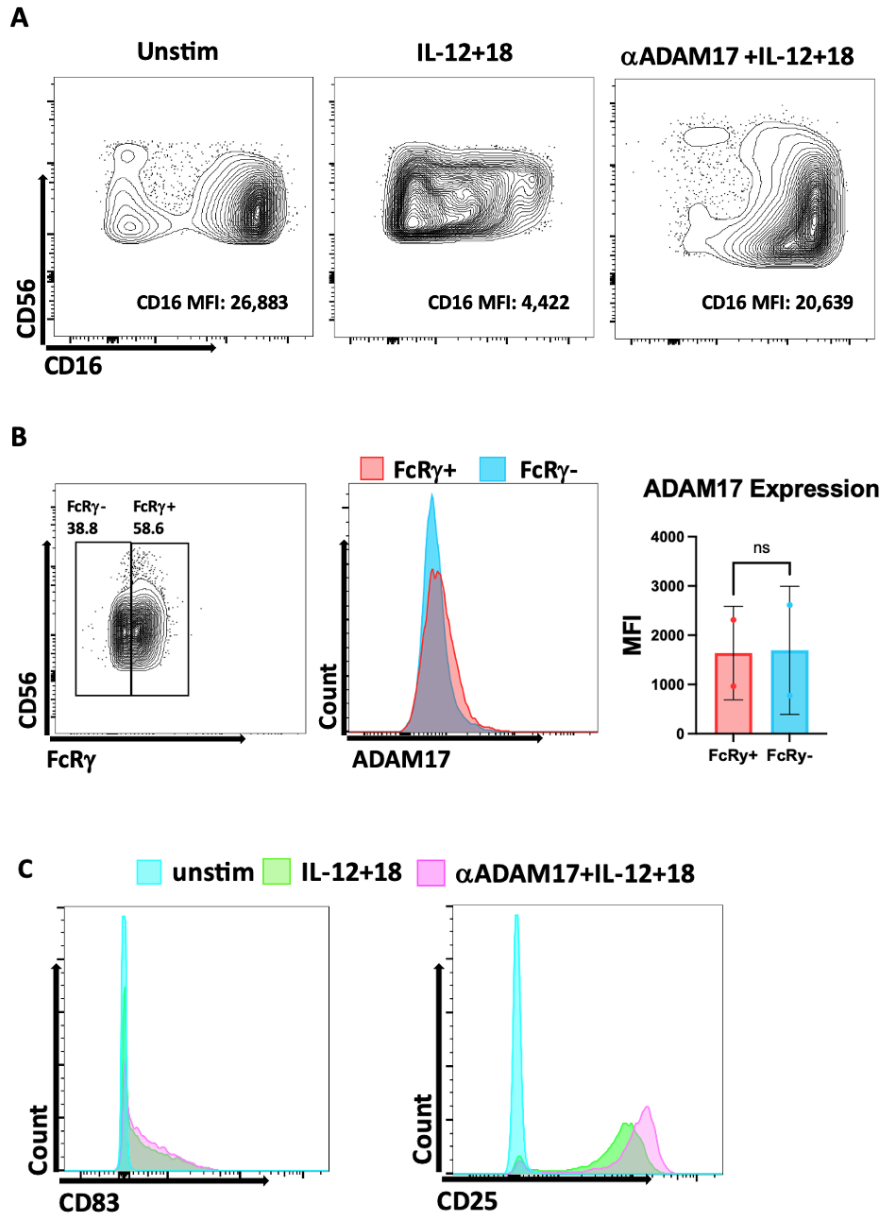 A
Unstim
IL-12+18
αADAM17 +IL-12+18
CD56
CD16 MFI: 26,883
CD16 MFI: 4,422
CD16 MFI: 20,639
CD16
B
FcRγ+ FcRγ-
ADAM17 Expression
FcRγ- FcRγ+
38.8 58.6
CD56
FcRγ
Count
ADAM17
ns
MFI
4000
3000
2000
1000
0
FcRy+ FcRy-
C
unstim IL-12+18 αADAM17+IL-12+18
Count
CD83
Count
CD25